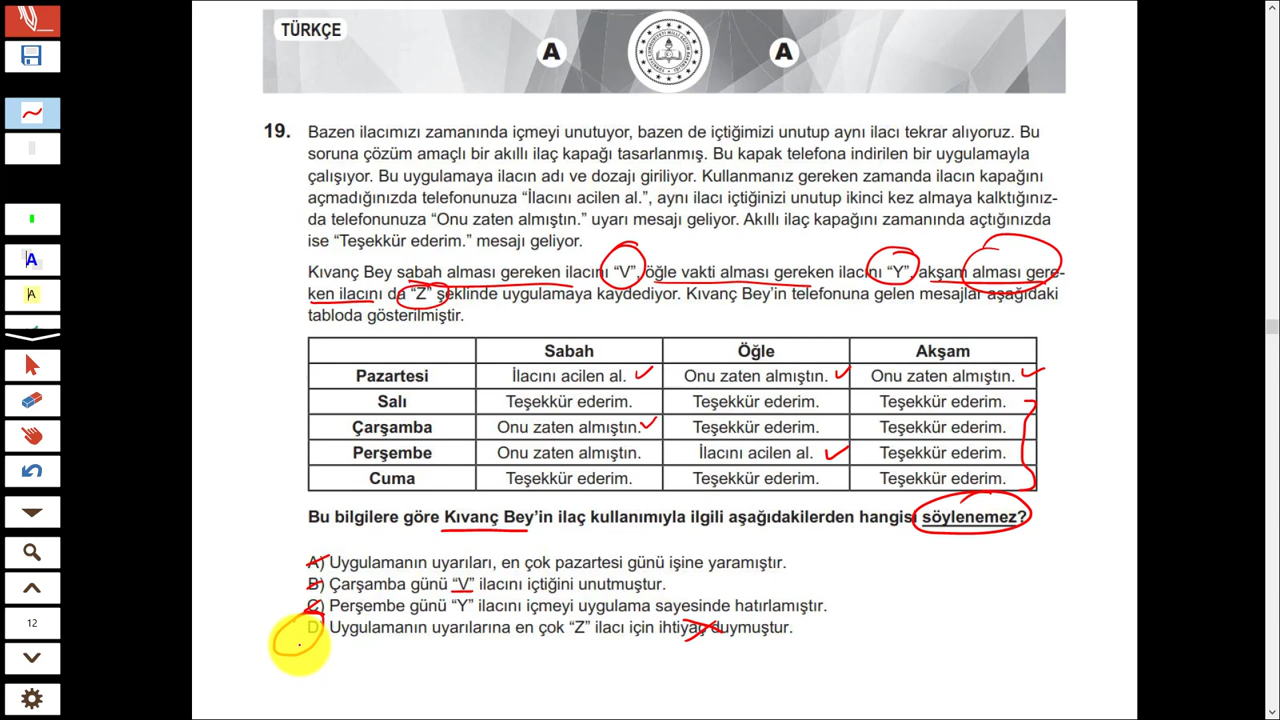 TÜRKÇE
A
A
19. Bazen ilacımızı zamanında içmeyi unutuyor, bazen de içtiğimizi unutup aynı ilacı tekrar alıyoruz. Bu
soruna çözüm amaçlı bir akıllı ilaç kapağı tasarlanmış. Bu kapak telefona indirilen bir uygulamayla
çalışıyor. Bu uygulamaya ilacın adı ve dozajı giriliyor. Kullanmanız gereken zamanda ilacın kapağını
açmadığınızda telefonunuza “İlacını acilen al.”, aynı ilacı içtiğinizi unutup ikinci kez almaya kalktığınız-
da telefonunuza “Onu zaten almıştın.” uyarı mesajı geliyor. Akıllı ilaç kapağını zamanında açtığınızda
ise “Teşekkür ederim.” mesajı geliyor.
Kıvanç Bey sabah alması gereken ilacını “V”, öğle vakti alması gereken ilacını “Y”, akşam alması gere-
ken ilacını da “Z” şeklinde uygulamaya kaydediyor. Kıvanç Bey’in telefonuna gelen mesajlar aşağıdaki
tabloda gösterilmiştir.
Sabah Öğle Akşam
Pazartesi İlacını acilen al. Onu zaten almıştın. Onu zaten almıştın.
Salı Teşekkür ederim. Teşekkür ederim. Teşekkür ederim.
Çarşamba Onu zaten almıştın. Teşekkür ederim. Teşekkür ederim.
Perşembe Onu zaten almıştın. İlacını acilen al. Teşekkür ederim.
Cuma Teşekkür ederim. Teşekkür ederim. Teşekkür ederim.
Bu bilgilere göre Kıvanç Bey’in ilaç kullanımıyla ilgili aşağıdakilerden hangisi söylenemez?
A) Uygulamanın uyarıları, en çok pazartesi günü işine yaramıştır.
B) Çarşamba günü “V” ilacını içtiğini unutmuştur.
C) Perşembe günü “Y” ilacını içmeyi uygulama sayesinde hatırlamıştır.
D) Uygulamanın uyarılarına en çok “Z” ilacı için ihtiyaç duymuştur.
A
A
12